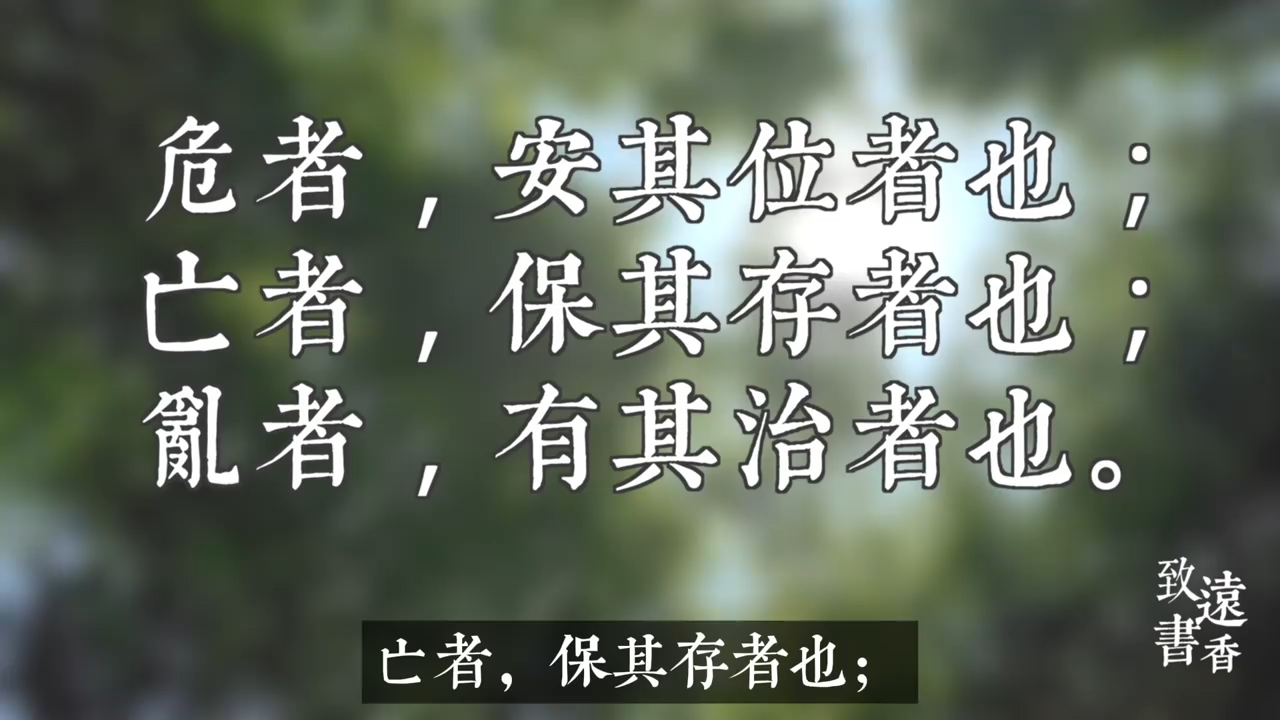 危者，安其位者也；
亡者，保其存者也；
亂者，有其治者也。
致遠
書香
亡者，保其存者也；